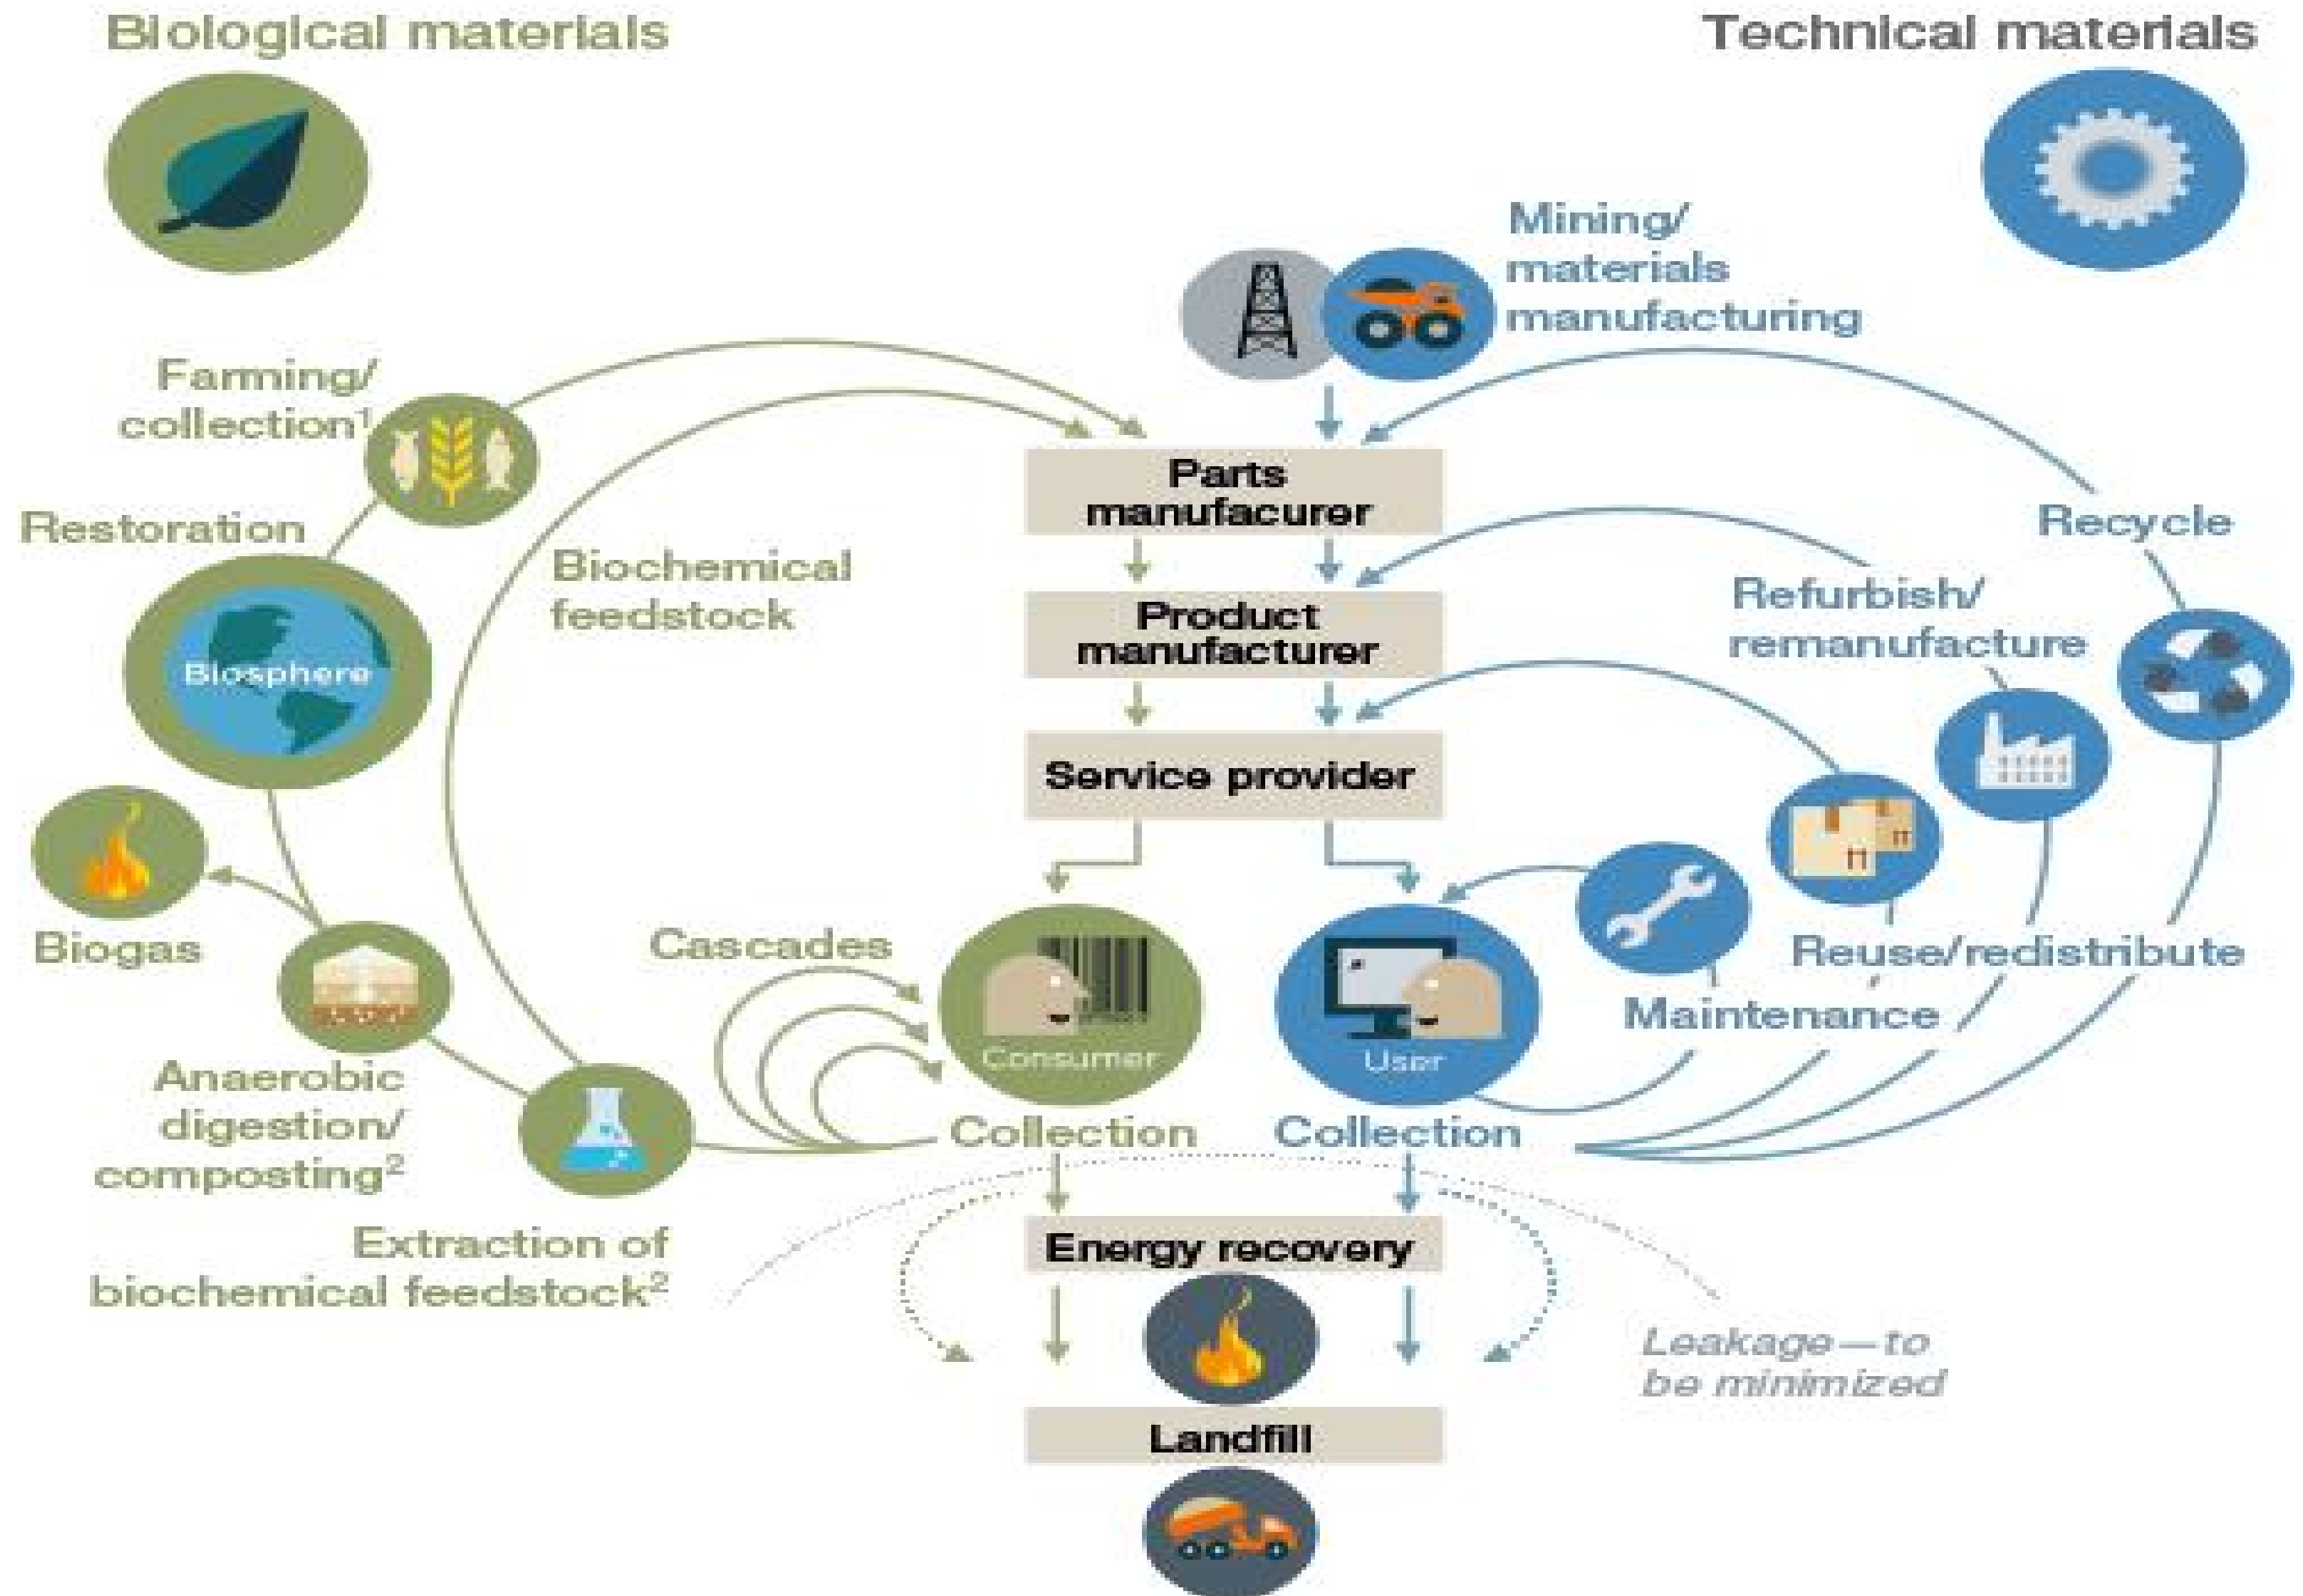 Biological materials
Technical materials
Mining/
materials
manufacturing
Farming/
collection¹
Restoration
Biosphere
Biochemical
feedstock
Biogas
Anaerobic
digestion/
composting²
Extraction of
biochemical feedstock²
Cascades
Parts
manufacurer
Product
manufacturer
Service provider
Consumer
User
Collection
Collection
Recycle
Refurbish/
remanufacture
Reuse/redistribute
Maintenance
Energy recovery
Leakage—to
be minimized
Landfill